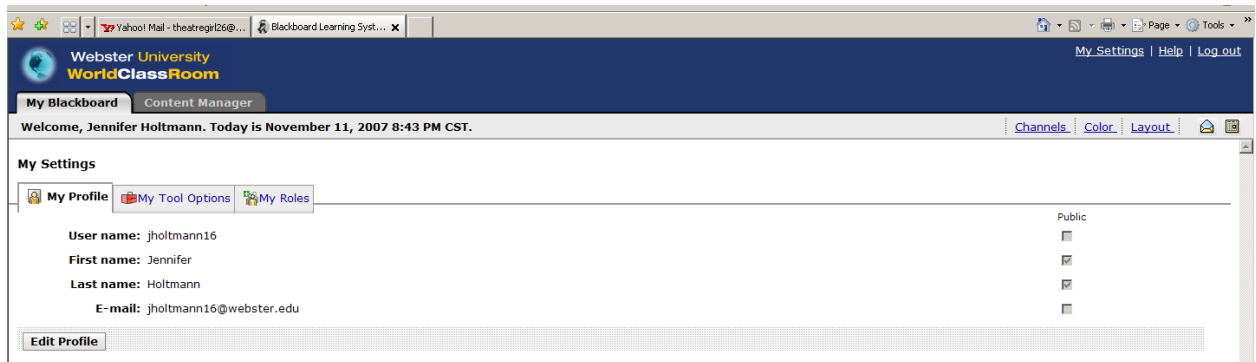 Yahoo! Mail - theatregirl26@... Blackboard Learning Syst... Page Tools
Webster University
WorldClassRoom
My Settings | Help | Log out
My Blackboard Content Manager
Welcome, Jennifer Holtmann. Today is November 11, 2007 8:43 PM CST. Channels Color Layout
My Settings
My Profile My Tool Options My Roles
Public
User name: jholtmann16
First name: Jennifer
Last name: Holtmann
E-mail: jholtmann16@webster.edu
Edit Profile